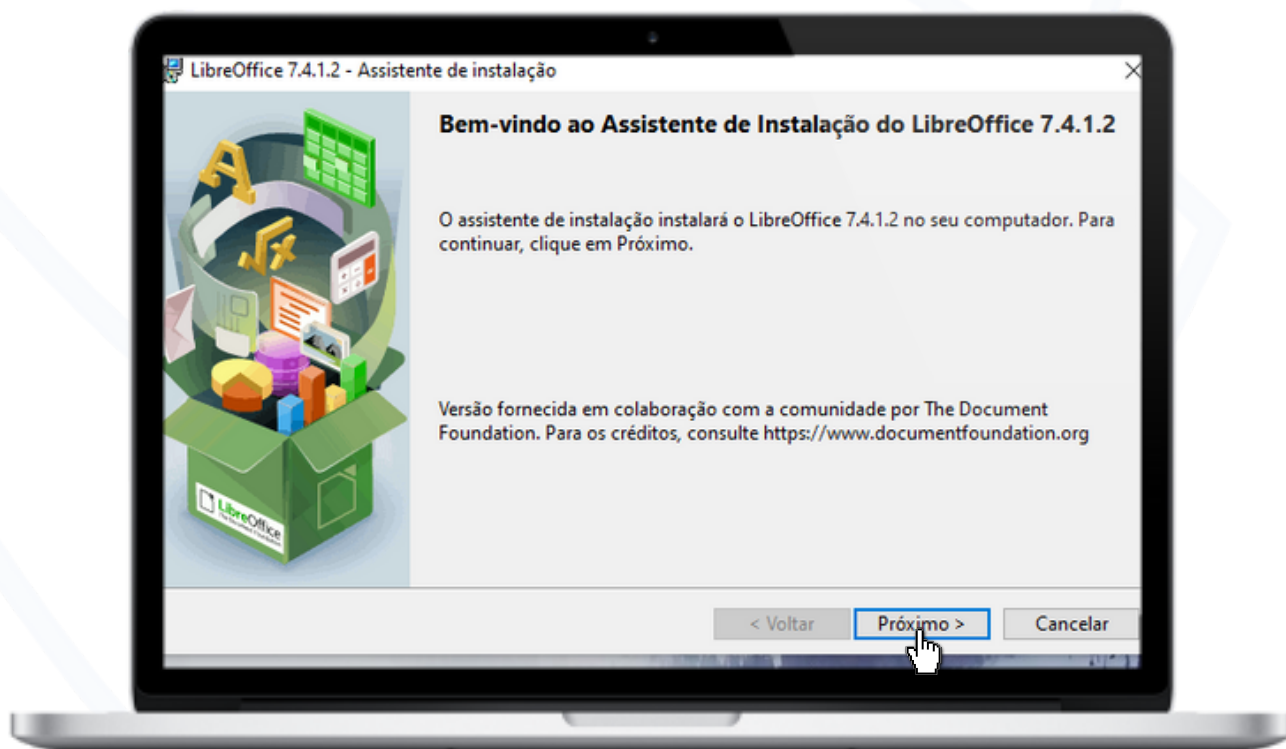 LibreOffice 7.4.1.2 - Assistente de instalação
Bem-vindo ao Assistente de Instalação do LibreOffice 7.4.1.2
O assistente de instalação instalará o LibreOffice 7.4.1.2 no seu computador. Para
continuar, clique em Próximo.
Versão fornecida em colaboração com a comunidade por The Document
Foundation. Para os créditos, consulte https://www.documentfoundation.org
A
√x
LibreOffice
The Document Foundation
< Voltar
Próximo >
Cancelar